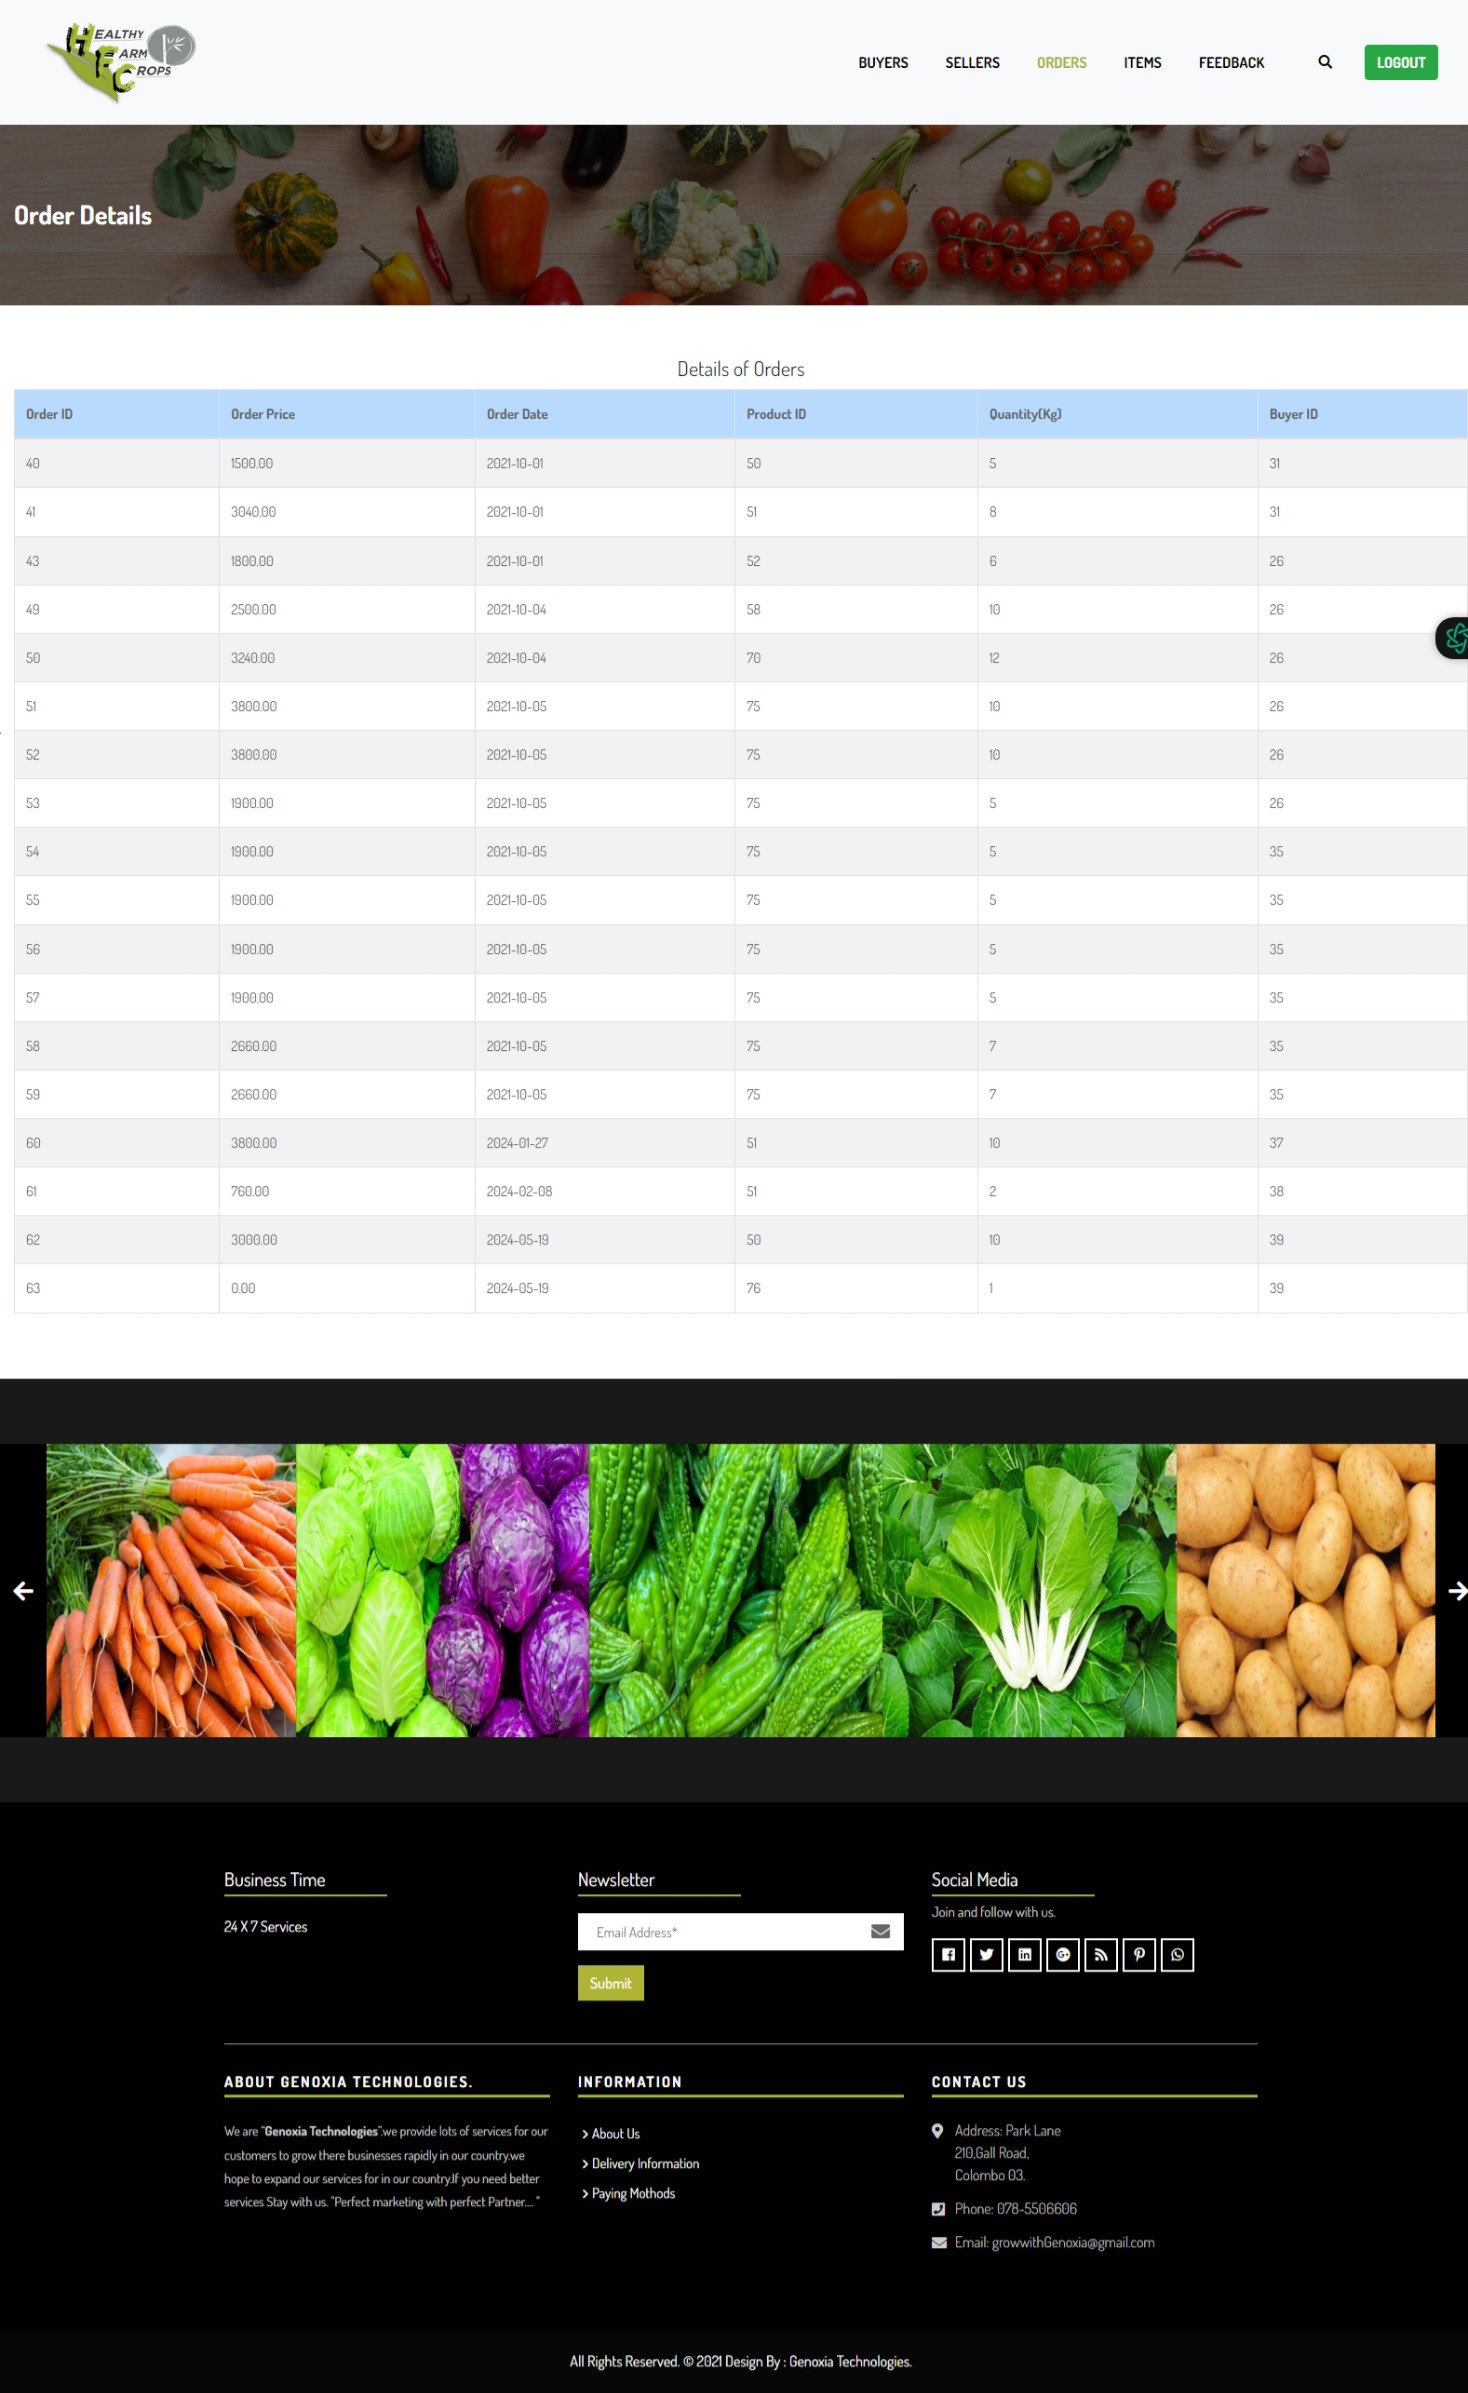 HEALTHY
FARM
CROPS
BUYERS SELLERS ORDERS ITEMS FEEDBACK LOGOUT
Order Details
Details of Orders
Order ID Order Price Order Date Product ID Quantity(Kg) Buyer ID
40 1500.00 2021-10-01 50 5 31
41 3040.00 2021-10-01 51 8 31
43 1800.00 2021-10-01 52 6 26
49 2500.00 2021-10-04 58 10 26
50 3240.00 2021-10-04 70 12 26
51 3800.00 2021-10-05 75 10 26
52 3800.00 2021-10-05 75 10 26
53 1900.00 2021-10-05 75 5 26
54 1900.00 2021-10-05 75 5 35
55 1900.00 2021-10-05 75 5 35
56 1900.00 2021-10-05 75 5 35
57 1900.00 2021-10-05 75 5 35
58 2660.00 2021-10-05 75 7 35
59 2660.00 2021-10-05 75 7 35
60 3800.00 2024-01-27 51 10 37
61 760.00 2024-02-08 51 2 38
62 3000.00 2024-05-19 50 10 39
63 0.00 2024-05-19 76 1 39
Business Time
24 X 7 Services
Newsletter
Email Address*
Submit
Social Media
Join and follow with us.
ABOUT GENOXIA TECHNOLOGIES.
We are "Genoxia Technologies".we provide lots of services for our
customers to grow there businesses rapidly in our country.we
hope to expand our services for in our country.If you need better
services Stay with us. "Perfect marketing with perfect Partner.... "
INFORMATION
About Us
Delivery Information
Paying Mothods
CONTACT US
Address: Park Lane
210,Gall Road,
Colombo 03.
Phone: 078-5506606
Email: growwithGenoxia@gmail.com
All Rights Reserved. © 2021 Design By : Genoxia Technologies.